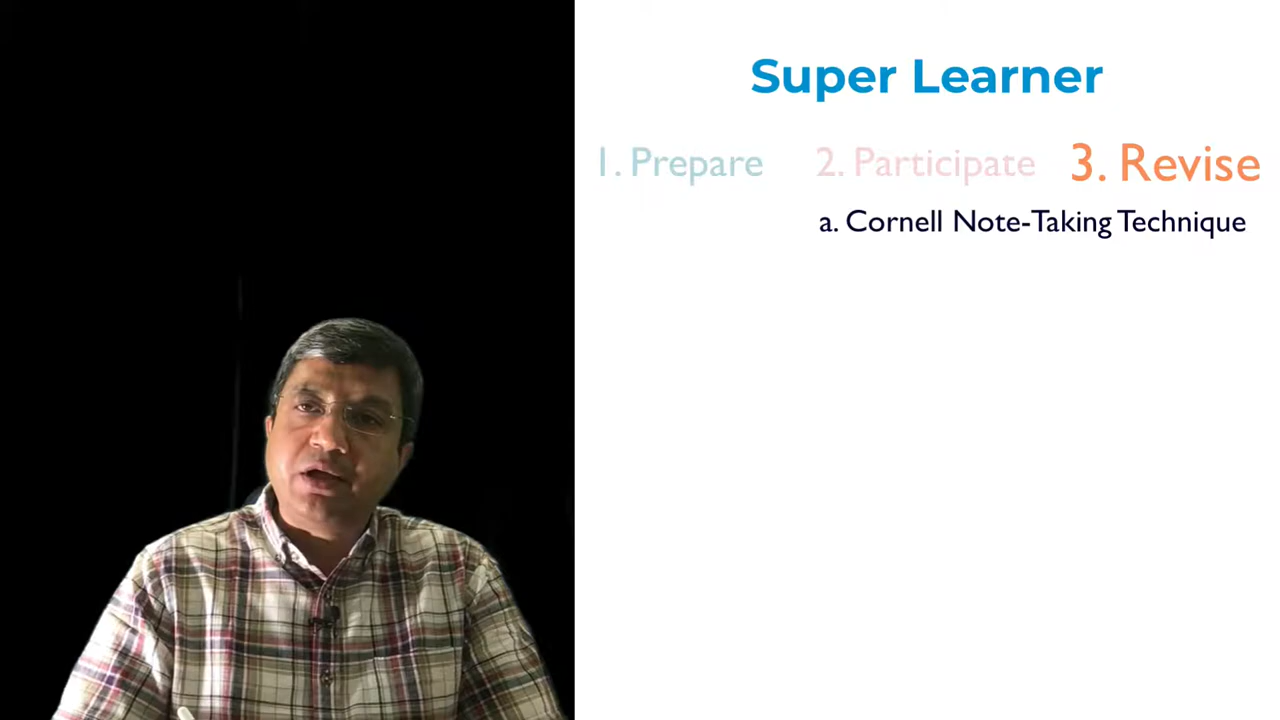 Super Learner
1. Prepare 2. Participate 3. Revise
a. Cornell Note-Taking Technique